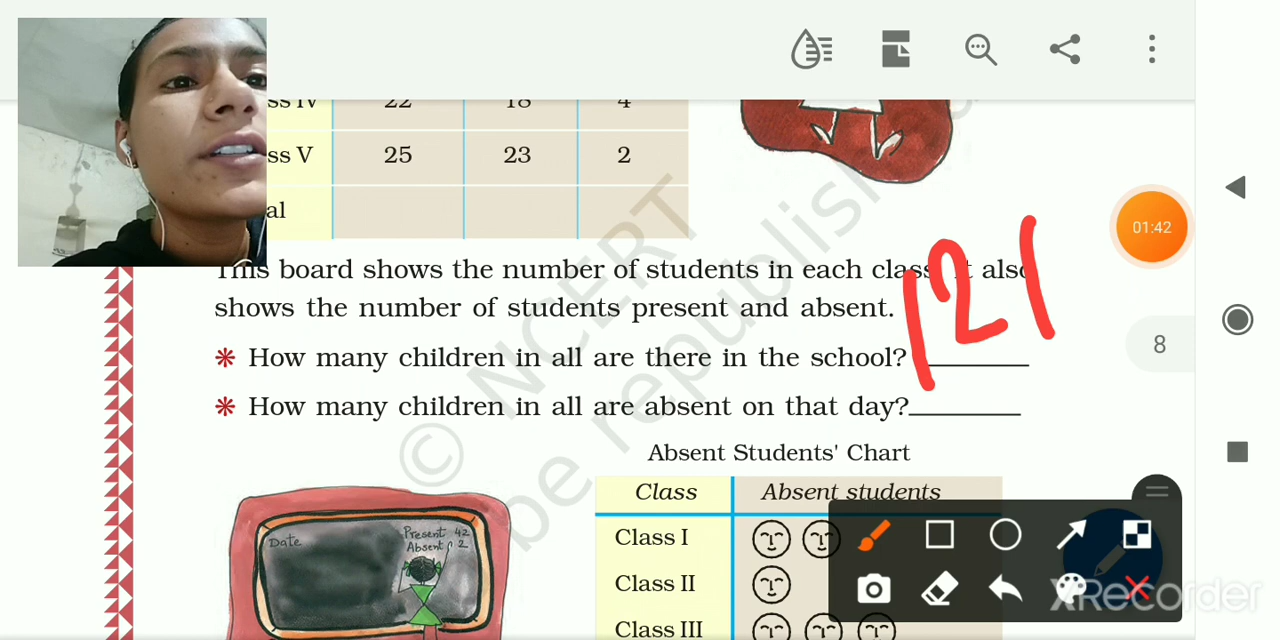 ss IV 22 18 4
ss V 25 23 2
al
This board shows the number of students in each class. It also
shows the number of students present and absent.
121
01:42
8
❋ How many children in all are there in the school? ________
❋ How many children in all are absent on that day? ________
© NCERT
be republish
Absent Students' Chart
Class Absent students
Class I
Class II
Class III
Date
Present 42
Absent 2
XRecorder